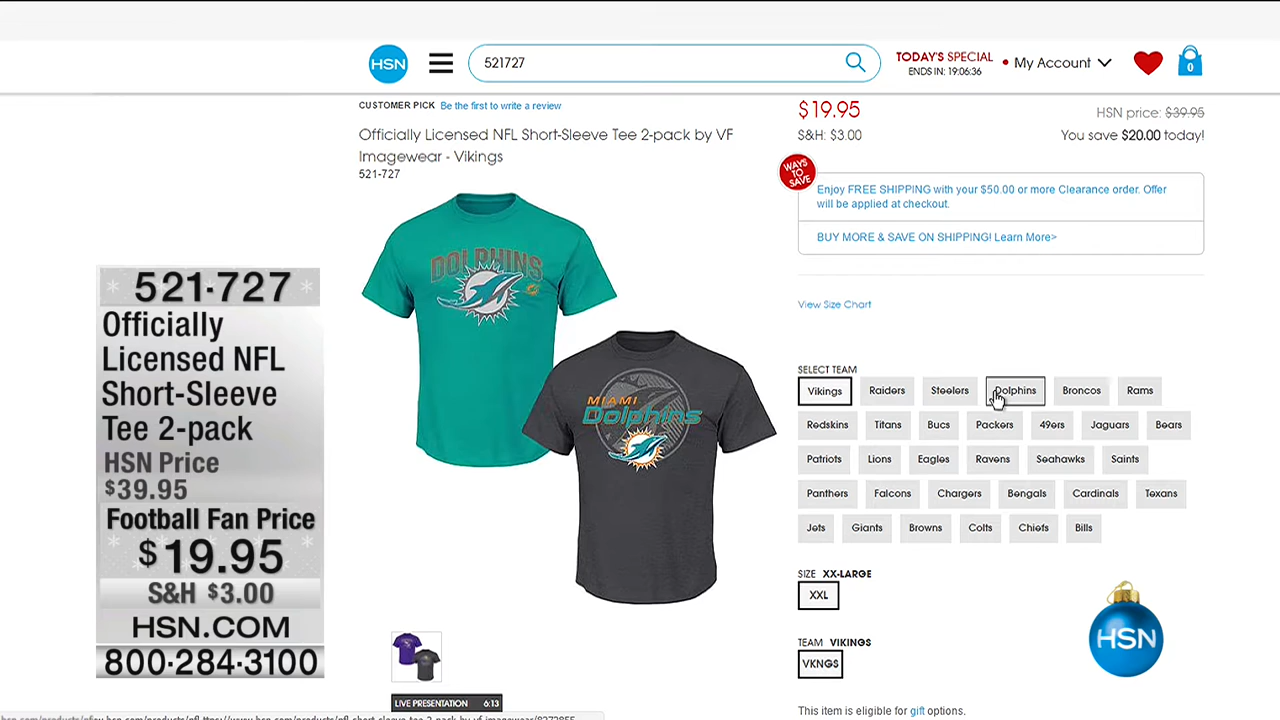 HSN
521727
TODAY'S SPECIAL
ENDS IN: 19:06:36
My Account
0
CUSTOMER PICK Be the first to write a review
Officially Licensed NFL Short-Sleeve Tee 2-pack by VF
Imagewear - Vikings
521-727
$19.95
HSN price: $39.95
S&H: $3.00
You save $20.00 today!
WAYS
TO
SAVE
Enjoy FREE SHIPPING with your $50.00 or more Clearance order. Offer
will be applied at checkout.
BUY MORE & SAVE ON SHIPPING! Learn More>
View Size Chart
521·727
Officially
Licensed NFL
Short-Sleeve
Tee 2-pack
HSN Price
$39.95
Football Fan Price
$19.95
S&H $3.00
HSN.COM
800·284·3100
DOLPHINS
MIAMI
Dolphins
SELECT TEAM
Vikings Raiders Steelers Dolphins Broncos Rams
Redskins Titans Bucs Packers 49ers Jaguars Bears
Patriots Lions Eagles Ravens Seahawks Saints
Panthers Falcons Chargers Bengals Cardinals Texans
Jets Giants Browns Colts Chiefs Bills
SIZE XX-LARGE
XXL
TEAM VIKINGS
VKNGS
HSN
LIVE PRESENTATION 6:13
This item is eligible for gift options.